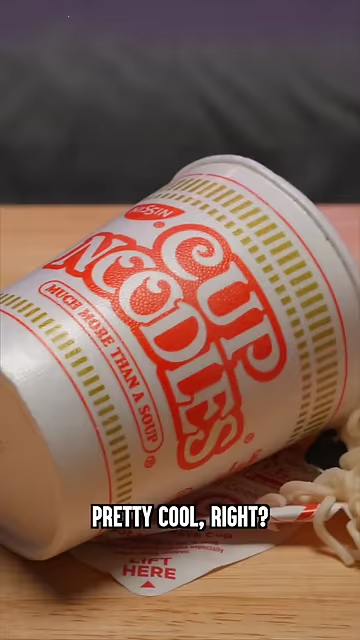 NISSIN
CUP
NOODLES
MUCH MORE THAN A SOUP
PRETTY COOL, RIGHT?
LIFT
HERE